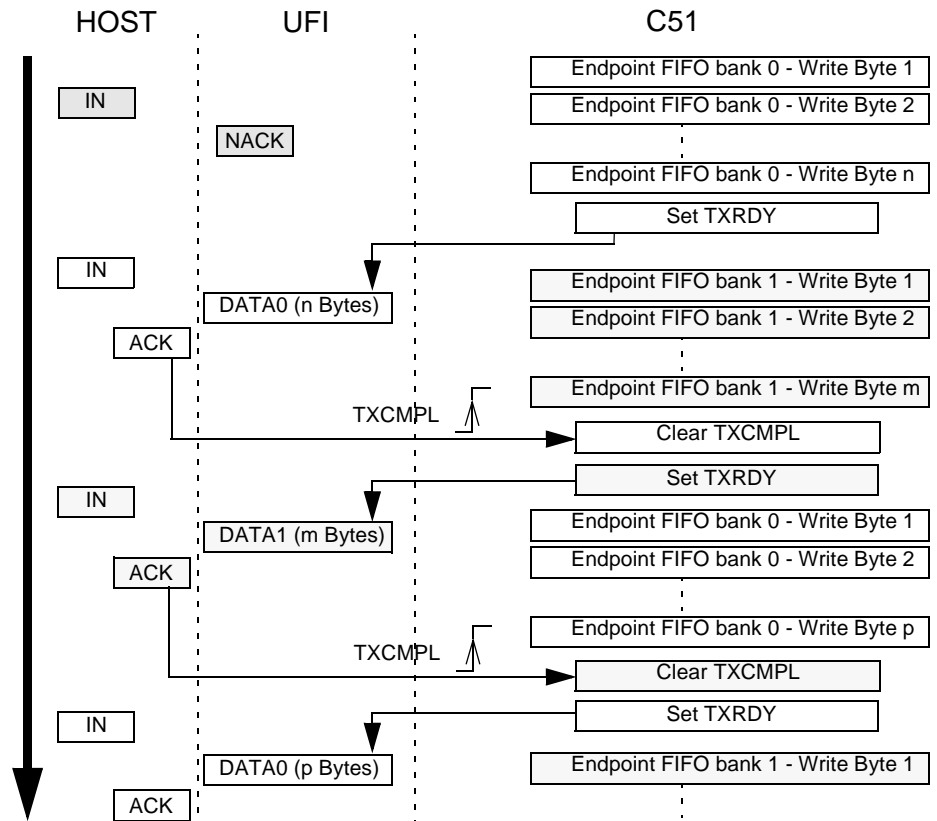 HOST UFI C51
Endpoint FIFO bank 0 - Write Byte 1
IN
Endpoint FIFO bank 0 - Write Byte 2
NACK
Endpoint FIFO bank 0 - Write Byte n
Set TXRDY
IN
Endpoint FIFO bank 1 - Write Byte 1
DATA0 (n Bytes)
Endpoint FIFO bank 1 - Write Byte 2
ACK
Endpoint FIFO bank 1 - Write Byte m
TXCMPL
Clear TXCMPL
Set TXRDY
IN
Endpoint FIFO bank 0 - Write Byte 1
DATA1 (m Bytes)
Endpoint FIFO bank 0 - Write Byte 2
ACK
Endpoint FIFO bank 0 - Write Byte p
TXCMPL
Clear TXCMPL
Set TXRDY
IN
DATA0 (p Bytes)
Endpoint FIFO bank 1 - Write Byte 1
ACK